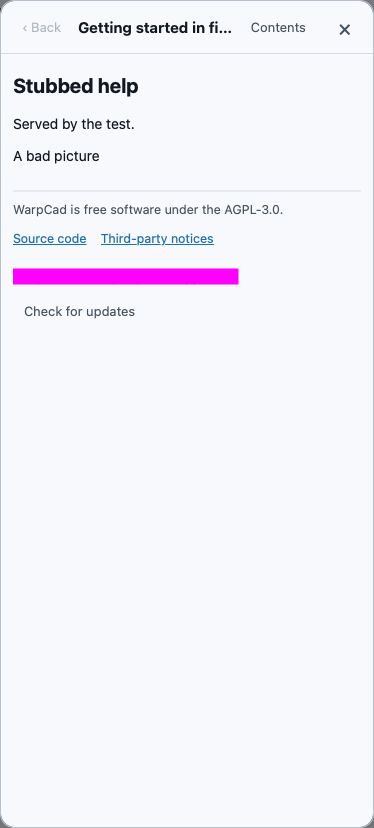 ‹ Back Getting started in fi... Contents ×
Stubbed help
Served by the test.
A bad picture
WarpCad is free software under the AGPL-3.0.
Source code Third-party notices
Check for updates